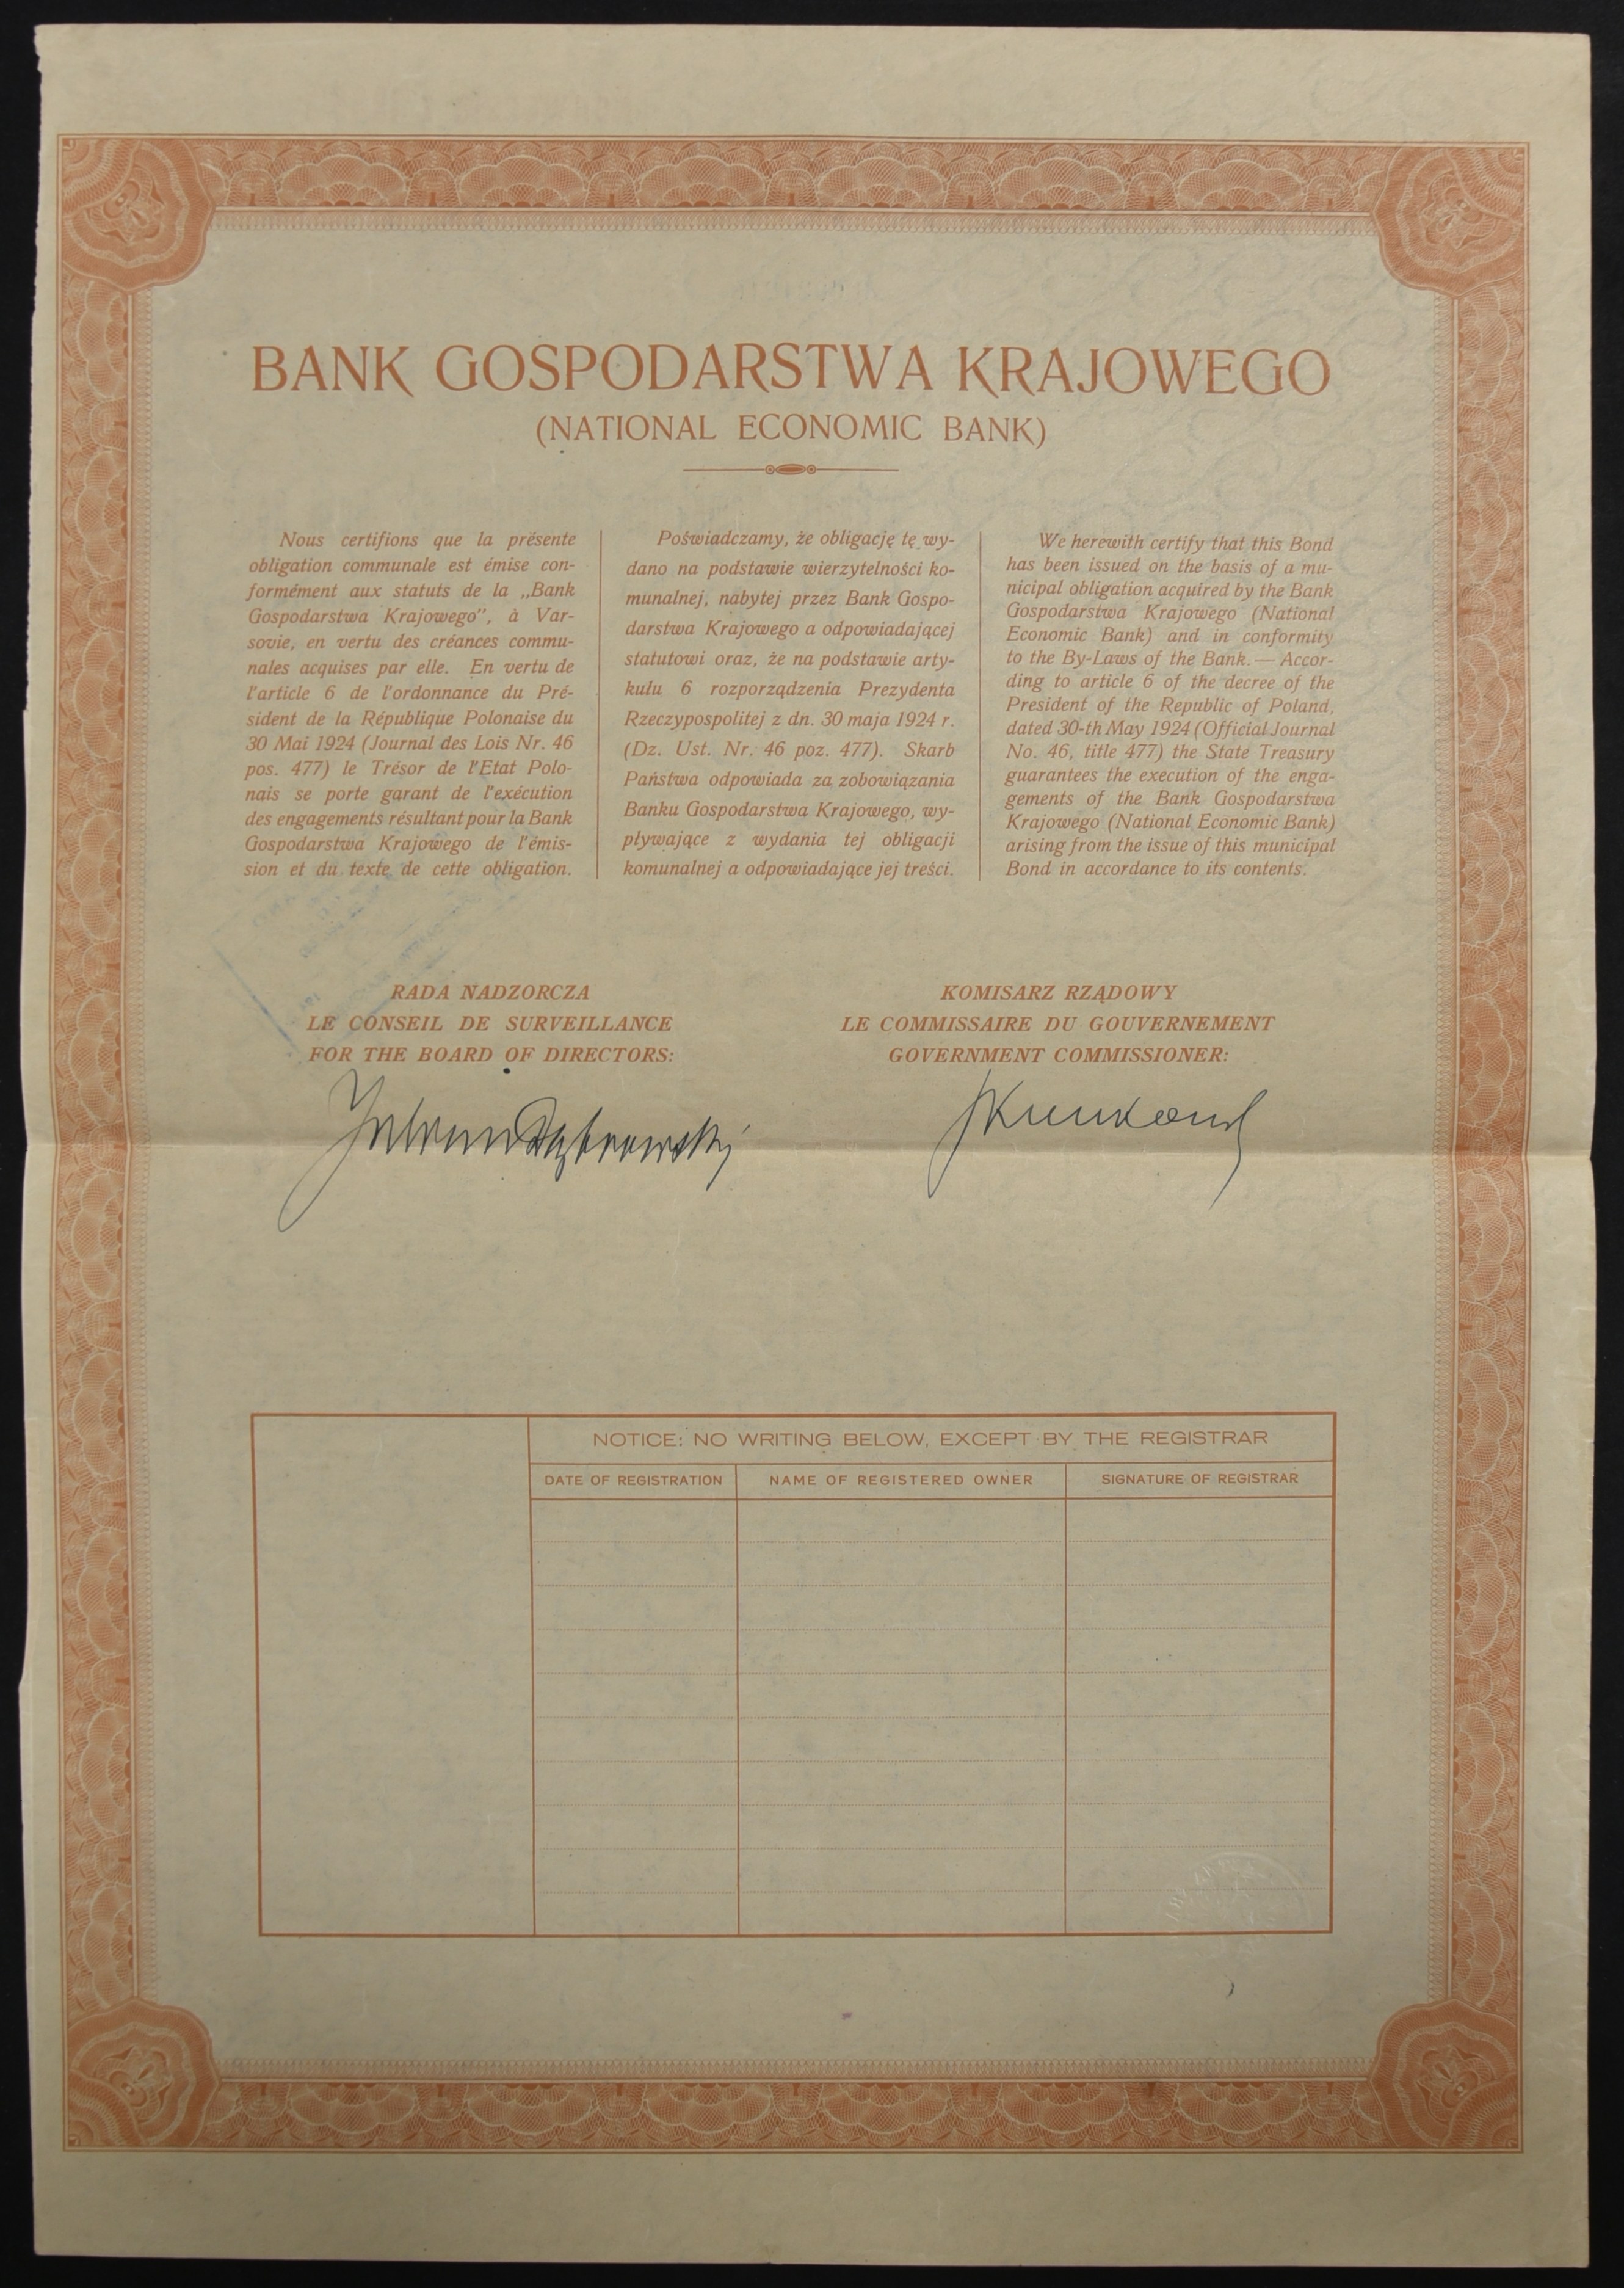 BANK GOSPODARSTWA KRAJOWEGO
(NATIONAL ECONOMIC BANK)
Nous certifions que la présente
obligation communale est émise con-
formément aux statuts de la „Bank
Gospodarstwa Krajowego”, à Var-
sovie, en vertu des créances commu-
nales acquises par elle. En vertu de
l'article 6 de l'ordonnance du Pré-
sident de la République Polonaise du
30 Mai 1924 (Journal des Lois Nr. 46
pos. 477) le Trésor de l'Etat Polo-
nais se porte garant de l'exécution
des engagements résultant pour la Bank
Gospodarstwa Krajowego de l'émis-
sion et du texte de cette obligation.
Poświadczamy, że obligację tę wy-
dano na podstawie wierzytelności ko-
munalnej, nabytej przez Bank Gospo-
darstwa Krajowego a odpowiadającej
statutowi oraz, że na podstawie arty-
kułu 6 rozporządzenia Prezydenta
Rzeczypospolitej z dn. 30 maja 1924 r.
(Dz. Ust. Nr. 46 poz. 477). Skarb
Państwa odpowiada za zobowiązania
Banku Gospodarstwa Krajowego, wy-
pływające z wydania tej obligacji
komunalnej a odpowiadające jej treści.
We herewith certify that this Bond
has been issued on the basis of a mu-
nicipal obligation acquired by the Bank
Gospodarstwa Krajowego (National
Economic Bank) and in conformity
to the By-Laws of the Bank. — Accor-
ding to article 6 of the decree of the
President of the Republic of Poland,
dated 30-th May 1924 (Official Journal
No. 46, title 477) the State Treasury
guarantees the execution of the enga-
gements of the Bank Gospodarstwa
Krajowego (National Economic Bank)
arising from the issue of this municipal
Bond in accordance to its contents.
RADA NADZORCZA
LE CONSEIL DE SURVEILLANCE
FOR THE BOARD OF DIRECTORS:
KOMISARZ RZĄDOWY
LE COMMISSAIRE DU GOUVERNEMENT
GOVERNMENT COMMISSIONER:
Dąbrowski
NOTICE: NO WRITING BELOW, EXCEPT BY THE REGISTRAR
DATE OF REGISTRATION
NAME OF REGISTERED OWNER
SIGNATURE OF REGISTRAR